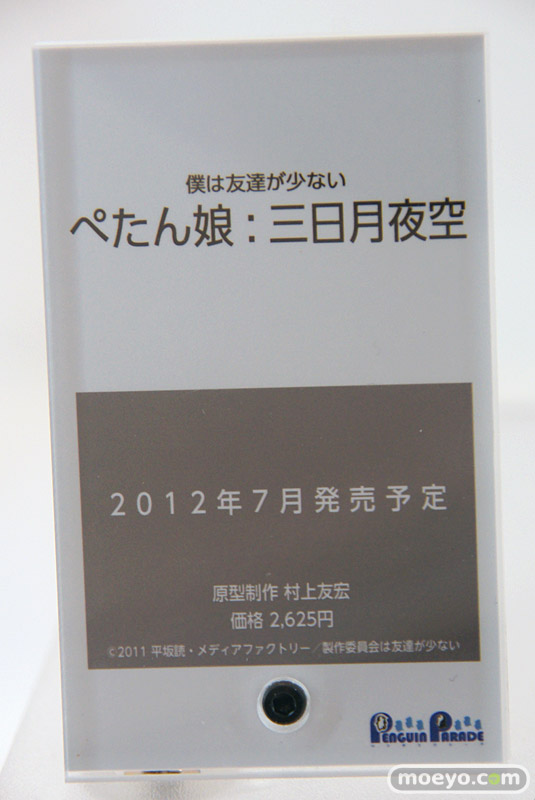 僕は友達が少ない
ぺたん娘：三日月夜空
2012年7月発売予定
原型制作 村上友宏
価格 2,625円
©2011 平坂読・メディアファクトリー／製作委員会は友達が少ない
PENGUIN PARADE
moeyo.com